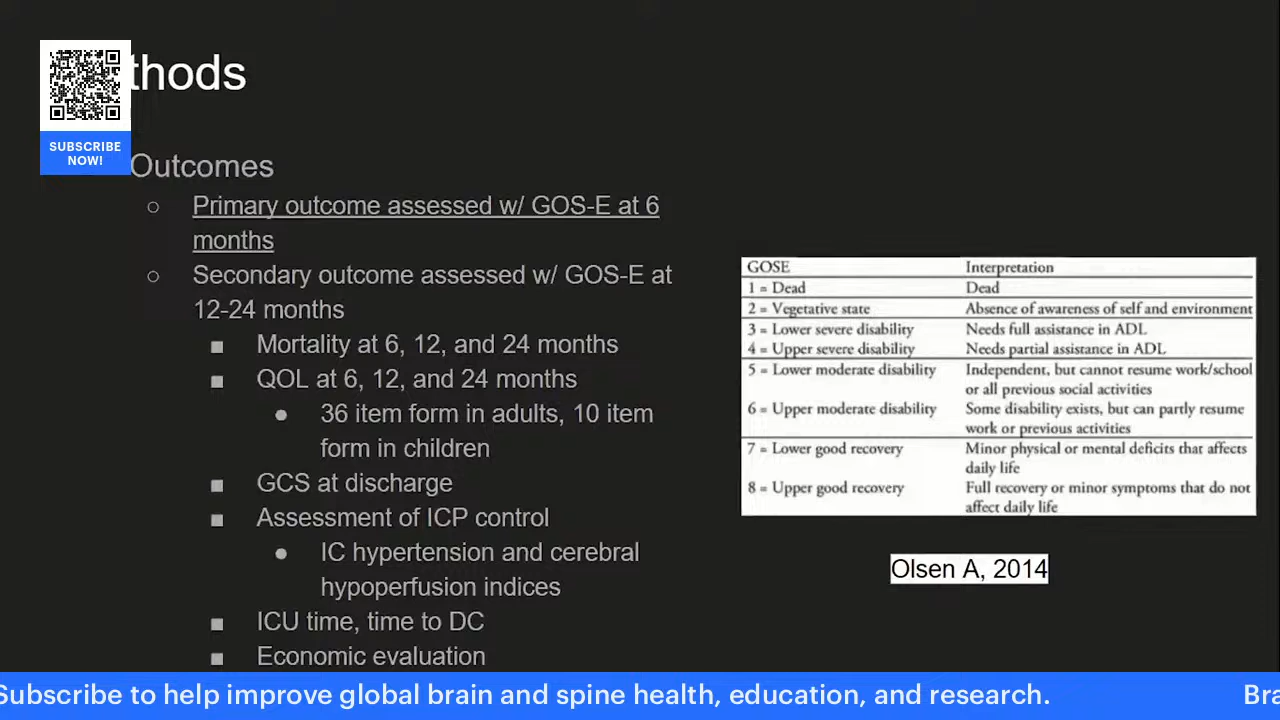 thods
SUBSCRIBE
NOW!
Outcomes
○ Primary outcome assessed w/ GOS-E at 6
months
○ Secondary outcome assessed w/ GOS-E at
12-24 months
■ Mortality at 6, 12, and 24 months
■ QOL at 6, 12, and 24 months
● 36 item form in adults, 10 item
form in children
■ GCS at discharge
■ Assessment of ICP control
● IC hypertension and cerebral
hypoperfusion indices
■ ICU time, time to DC
■ Economic evaluation
GOSE Interpretation
1 = Dead Dead
2 = Vegetative state Absence of awareness of self and environment
3 = Lower severe disability Needs full assistance in ADL
4 = Upper severe disability Needs partial assistance in ADL
5 = Lower moderate disability Independent, but cannot resume work/school
or all previous social activities
6 = Upper moderate disability Some disability exists, but can partly resume
work or previous activities
7 = Lower good recovery Minor physical or mental deficits that affects
daily life
8 = Upper good recovery Full recovery or minor symptoms that do not
affect daily life
Olsen A, 2014
Subscribe to help improve global brain and spine health, education, and research. Bra